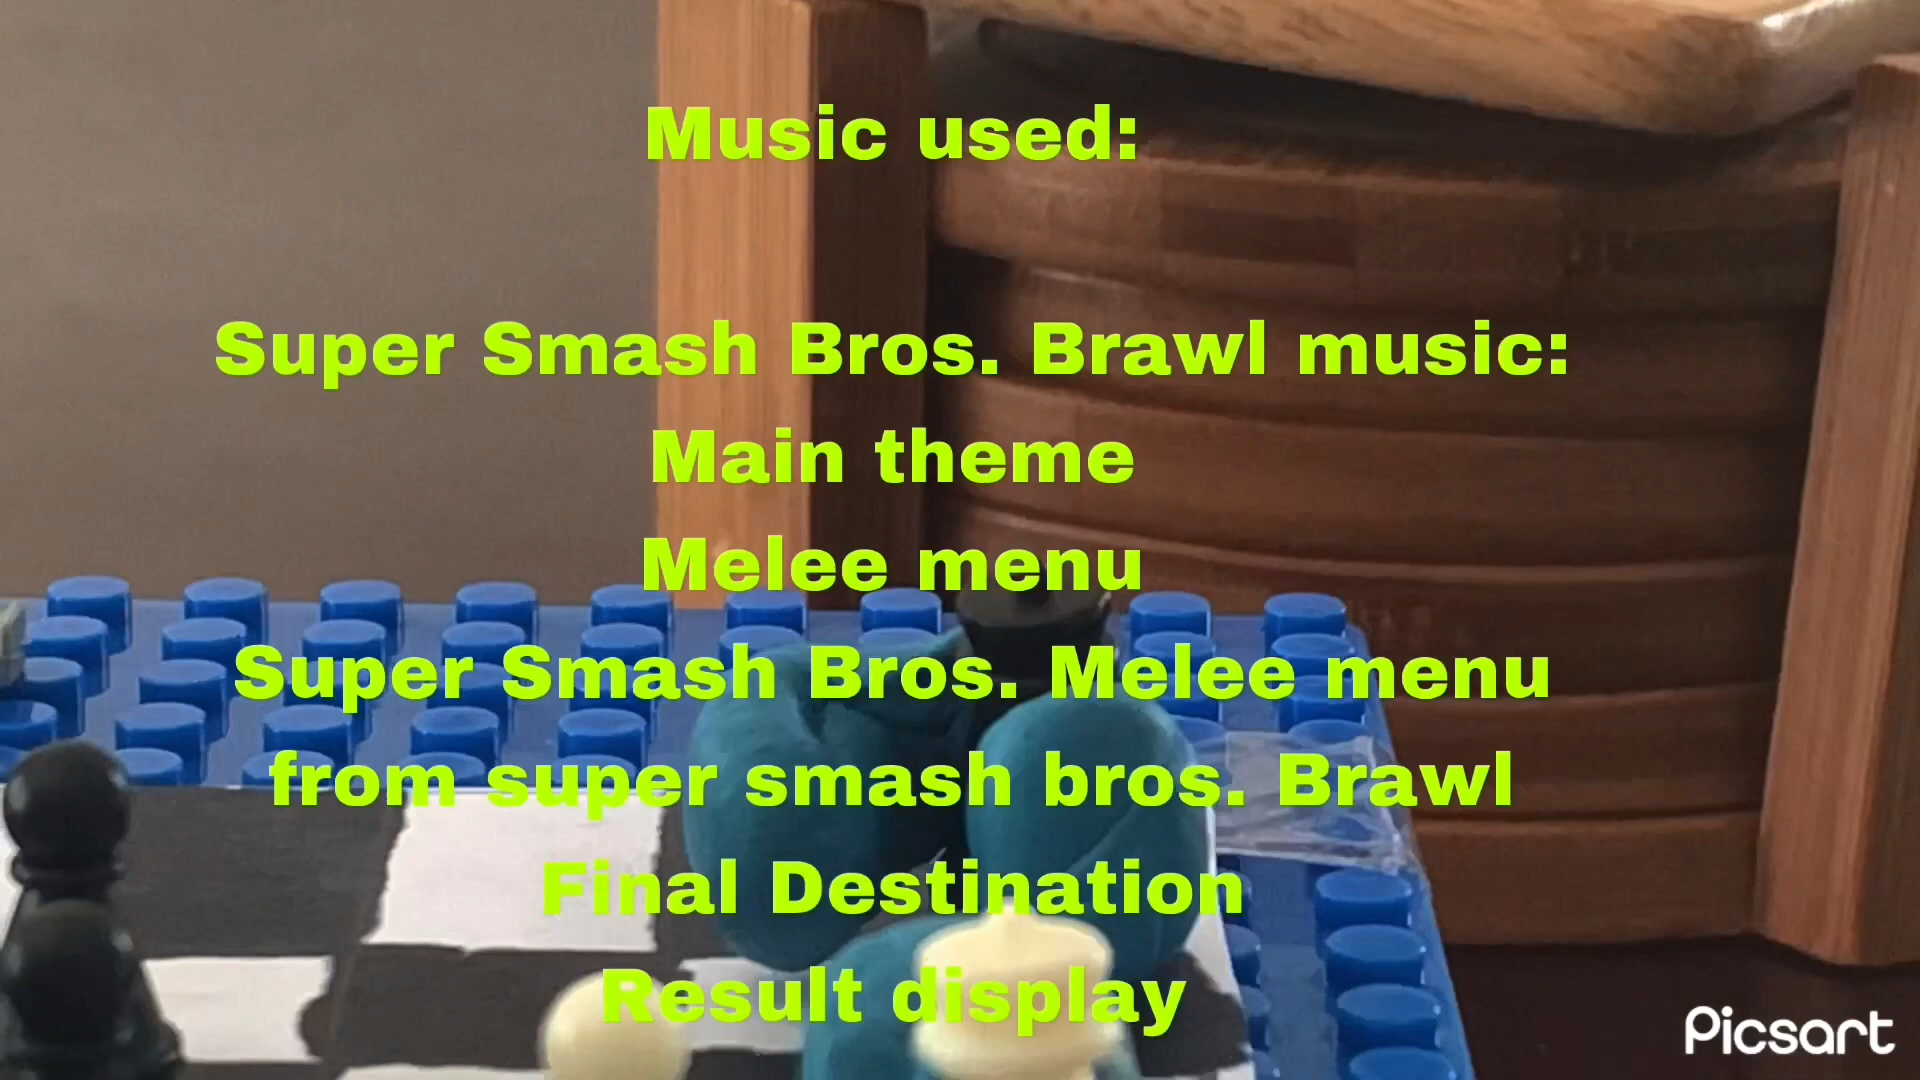 Music used:
Super Smash Bros. Brawl music:
Main theme
Melee menu
Super Smash Bros. Melee menu
from super smash bros. Brawl
Final Destination
Result display
Picsart